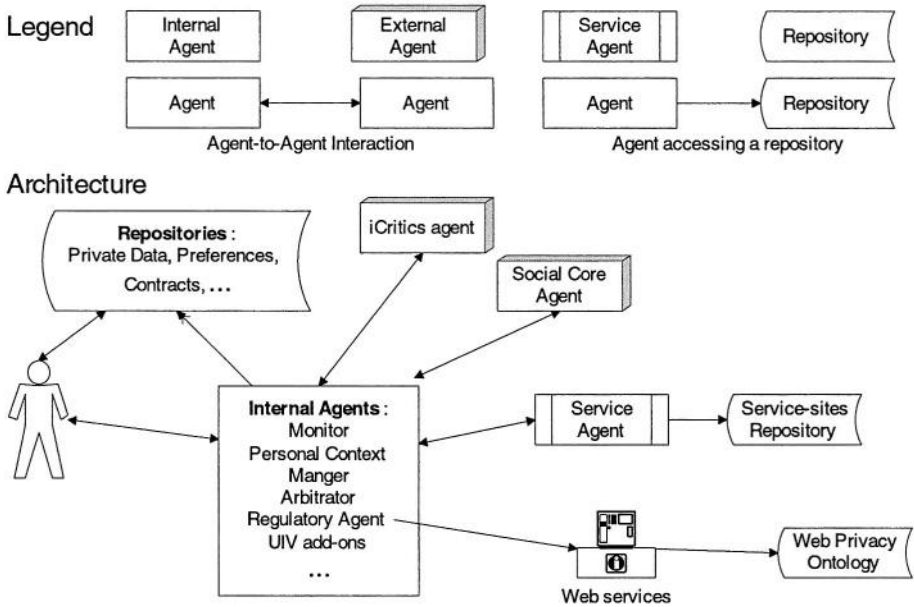 Legend
Internal
Agent
External
Agent
Service
Agent
Repository
Agent
Agent
Agent
Repository
Agent-to-Agent Interaction
Agent accessing a repository
Architecture
Repositories :
Private Data, Preferences,
Contracts, ...
iCritics agent
Social Core
Agent
Internal Agents :
Monitor
Personal Context
Manger
Arbitrator
Regulatory Agent
UIV add-ons
...
Service
Agent
Service-sites
Repository
Web services
Web Privacy
Ontology